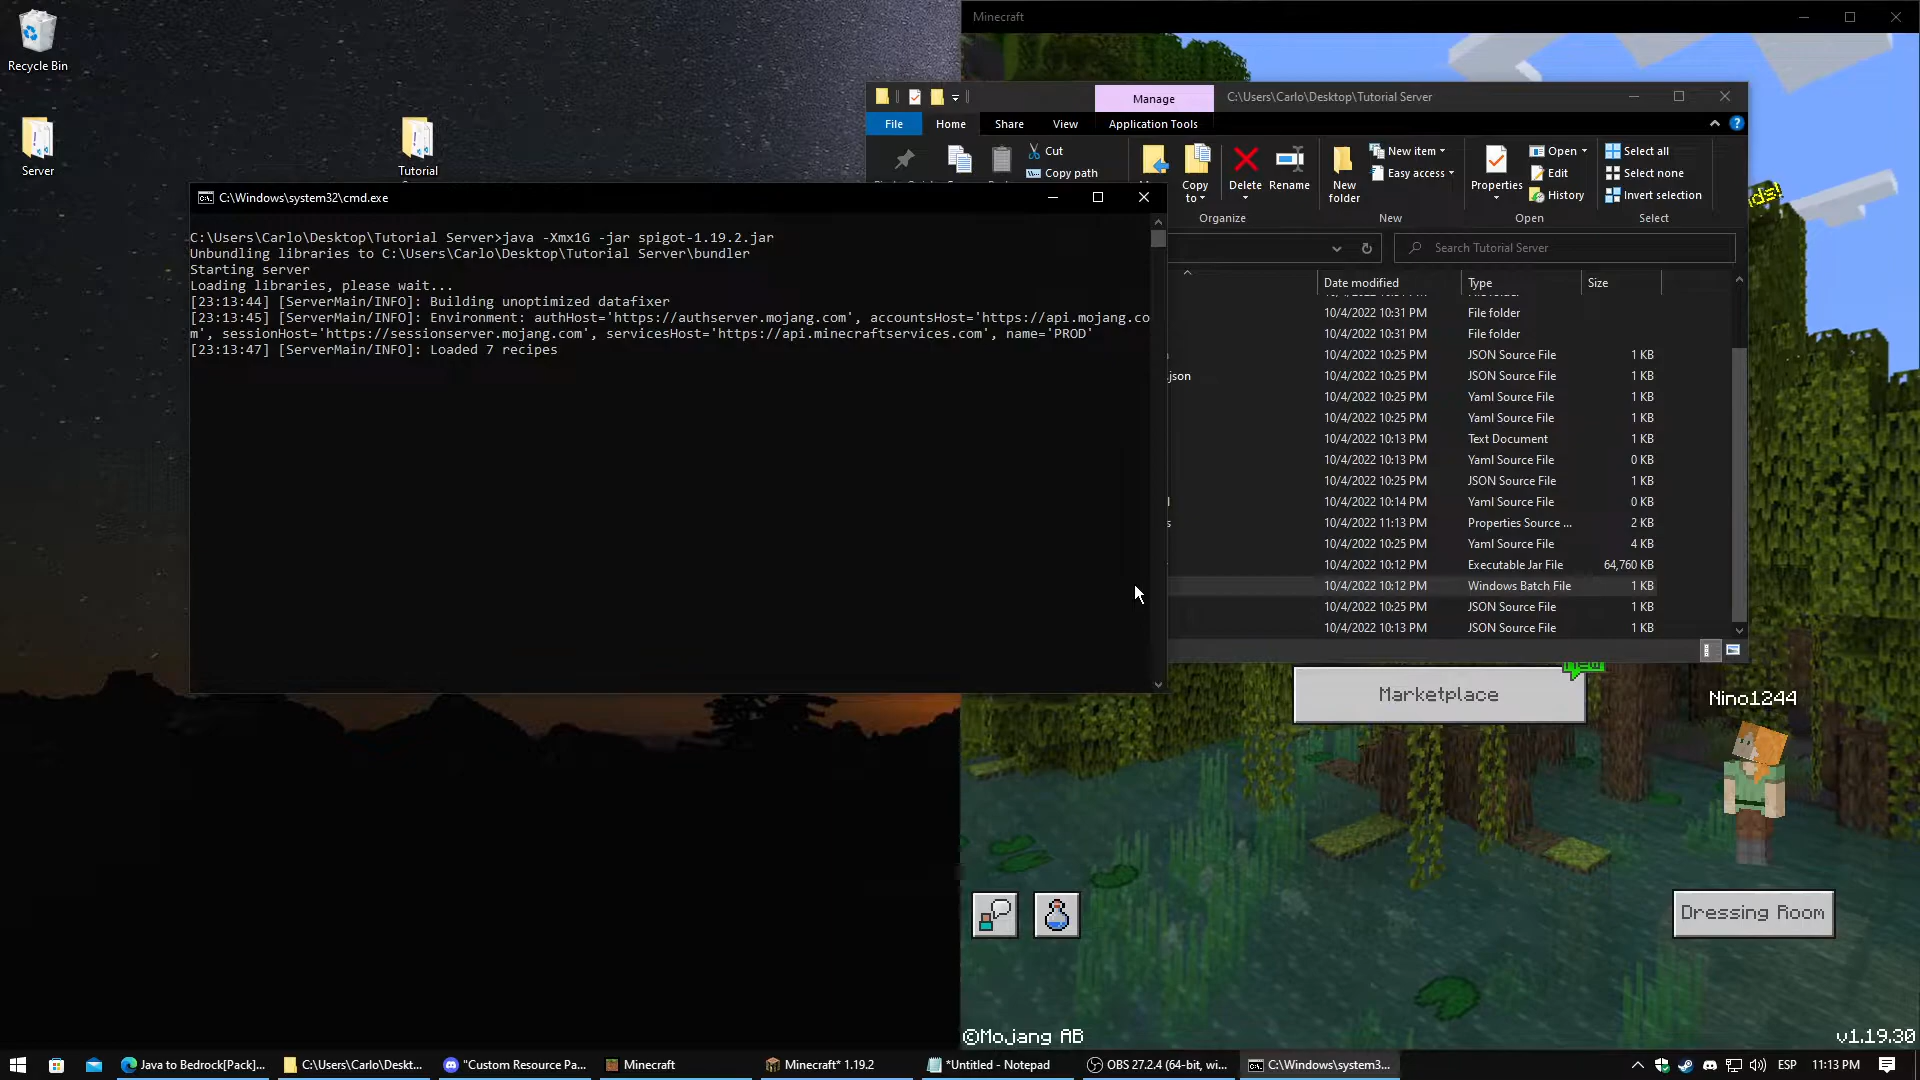 Recycle Bin
Server
Tutorial
Minecraft
Manage
C:\Users\Carlo\Desktop\Tutorial Server
File
Home
Share
View
Application Tools
Cut
Copy path
Copy to
Delete
Rename
New folder
New item
Easy access
Properties
Open
Edit
History
Select all
Select none
Invert selection
Organize
New
Open
Select
Search Tutorial Server
Date modified
Type
Size
C:\Windows\system32\cmd.exe
C:\Users\Carlo\Desktop\Tutorial Server>java -Xmx1G -jar spigot-1.19.2.jar
Unbundling libraries to C:\Users\Carlo\Desktop\Tutorial Server\bundler
Starting server
Loading libraries, please wait...
[23:13:44] [ServerMain/INFO]: Building unoptimized datafixer
[23:13:45] [ServerMain/INFO]: Environment: authHost='https://authserver.mojang.com', accountsHost='https://api.mojang.co
m', sessionHost='https://sessionserver.mojang.com', servicesHost='https://api.minecraftservices.com', name='PROD'
[23:13:47] [ServerMain/INFO]: Loaded 7 recipes
10/4/2022 10:31 PM File folder
10/4/2022 10:31 PM File folder
10/4/2022 10:25 PM JSON Source File 1 KB
.json 10/4/2022 10:25 PM JSON Source File 1 KB
10/4/2022 10:25 PM Yaml Source File 1 KB
10/4/2022 10:25 PM Yaml Source File 1 KB
10/4/2022 10:13 PM Text Document 1 KB
10/4/2022 10:13 PM Yaml Source File 0 KB
10/4/2022 10:25 PM JSON Source File 1 KB
10/4/2022 10:14 PM Yaml Source File 0 KB
s 10/4/2022 11:13 PM Properties Source ... 2 KB
10/4/2022 10:25 PM Yaml Source File 4 KB
10/4/2022 10:12 PM Executable Jar File 64,760 KB
10/4/2022 10:12 PM Windows Batch File 1 KB
10/4/2022 10:25 PM JSON Source File 1 KB
10/4/2022 10:13 PM JSON Source File 1 KB
Marketplace
Nino1244
Dressing Room
©Mojang AB
v1.19.30
Java to Bedrock[Pack]...
C:\Users\Carlo\Deskt...
"Custom Resource Pa...
Minecraft
Minecraft* 1.19.2
*Untitled - Notepad
OBS 27.2.4 (64-bit, wi...
C:\Windows\system3...
ESP
11:13 PM